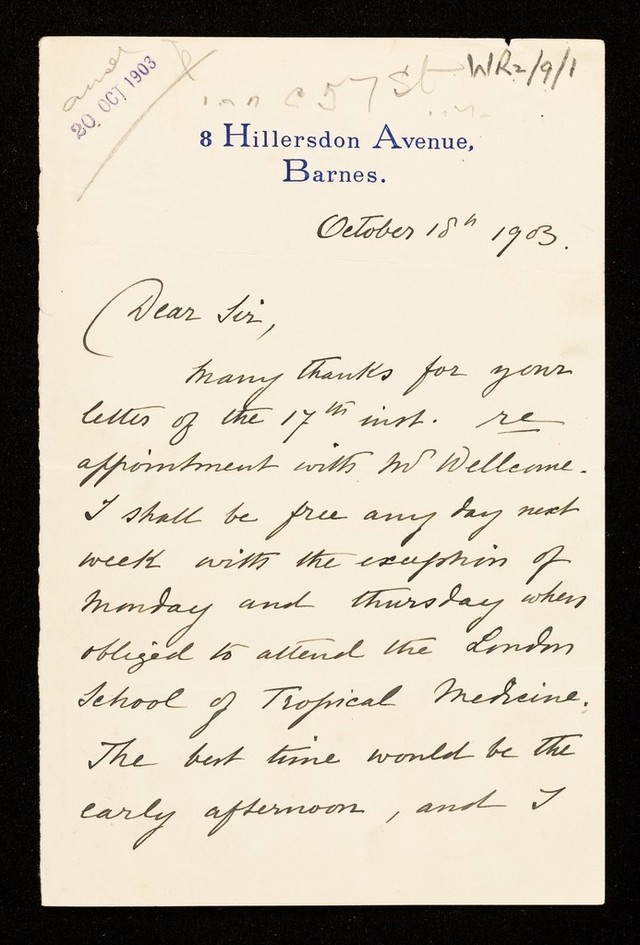 ansd
20 OCT 1903
WR2/9/1
8 Hillersdon Avenue,
Barnes.
October 18th 1903.
Dear Sir,
Many thanks for your
letter of the 17th inst. re
appointment with Mr Wellcome.
I shall be free any day next
week with the exception of
Monday and Thursday when
obliged to attend the London
School of Tropical Medicine.
The best time would be the
early afternoon, and I